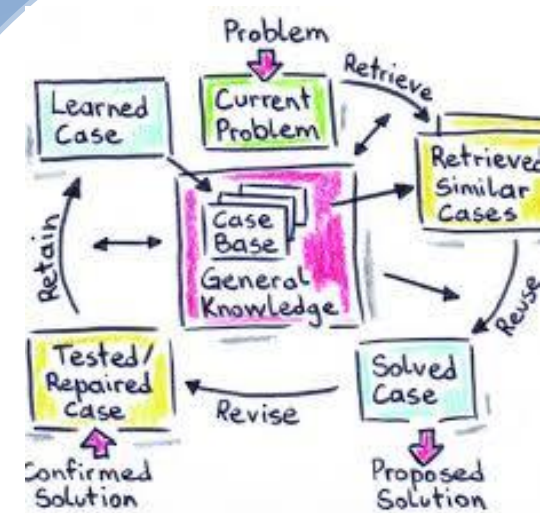 Problem
Retrieve
Learned
Case
Current
Problem
Retrieved
Similar
Cases
Case
Base
General
Knowledge
Retain
Reuse
Tested/
Repaired
Case
Revise
Solved
Case
Confirmed
Solution
Proposed
Solution